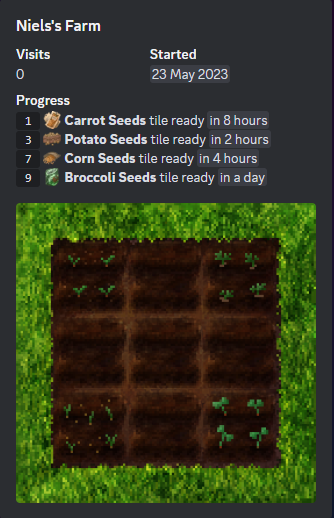 Niels's Farm
Visits Started
0 23 May 2023
Progress
1 Carrot Seeds tile ready in 8 hours
3 Potato Seeds tile ready in 2 hours
7 Corn Seeds tile ready in 4 hours
9 Broccoli Seeds tile ready in a day